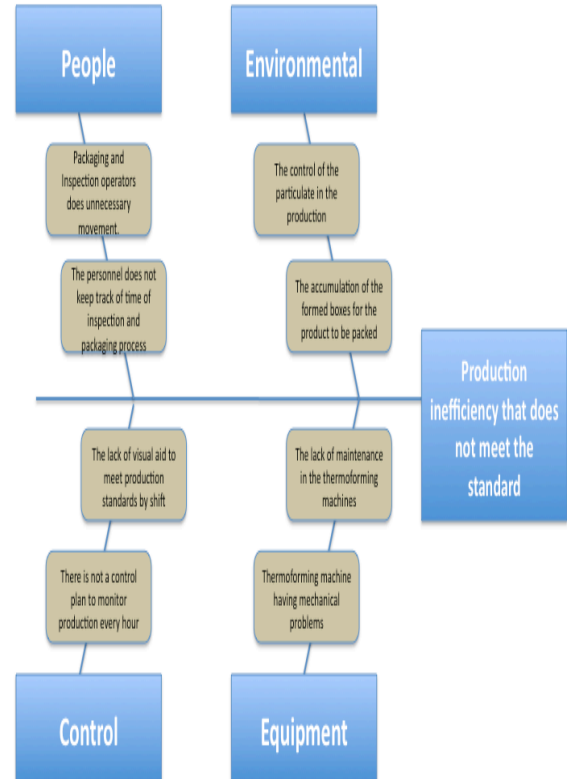 People
Environmental
Packaging and
Inspection operators
does unnecessary
movement.
The control of the
particulate in the
production
The personnel does not
keep track of time of
inspection and
packaging process
The accumulation of the
formed boxes for the
product to be packed
Production
inefficiency that does
not meet the
standard
The lack of visual aid to
meet production
standards by shift
The lack of maintenance
in the thermoforming
machines
There is not a control
plan to monitor
production every hour
Thermoforming machine
having mechanical
problems
Control
Equipment